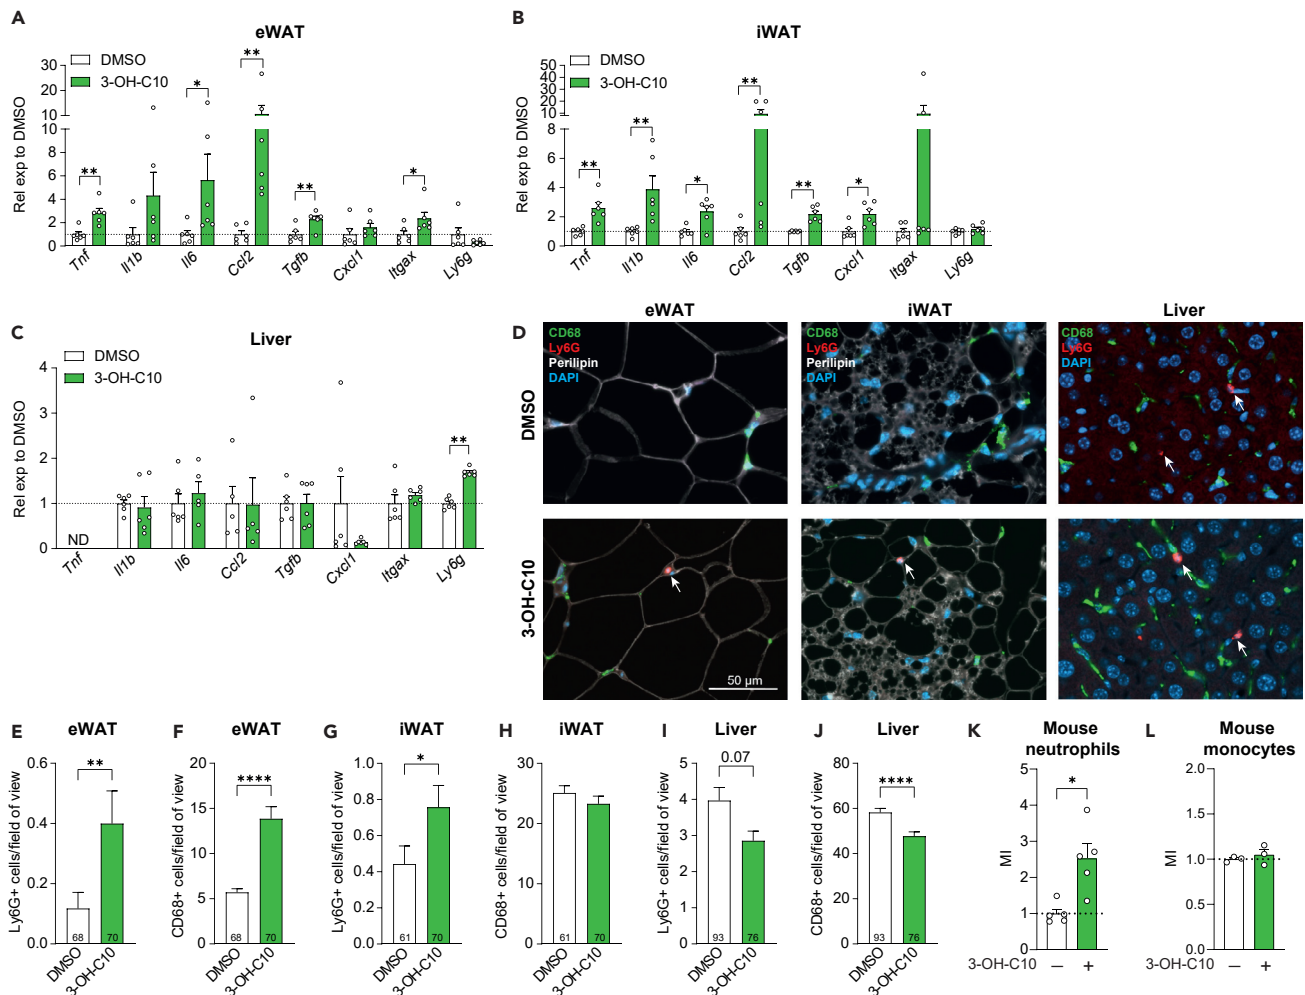 A
eWAT
DMSO
3-OH-C10
Rel exp to DMSO
30
20
10
8
6
4
2
0
** * ** ** *
Tnf Il1b Il6 Ccl2 Tgfb Cxcl1 Itgax Ly6g
B
iWAT
DMSO
3-OH-C10
Rel exp to DMSO
50
40
30
20
10
8
6
4
2
0
** ** * ** ** *
Tnf Il1b Il6 Ccl2 Tgfb Cxcl1 Itgax Ly6g
C
Liver
DMSO
3-OH-C10
Rel exp to DMSO
4
3
2
1
0
ND
**
Tnf Il1b Il6 Ccl2 Tgfb Cxcl1 Itgax Ly6g
D
eWAT iWAT Liver
DMSO
CD68
Ly6G
Perilipin
DAPI
CD68
Ly6G
Perilipin
DAPI
CD68
Ly6G
DAPI
3-OH-C10
50 µm
E
eWAT
Ly6G+ cells/field of view
0.6
0.4
0.2
0.0
**
68 70
DMSO 3-OH-C10
F
eWAT
CD68+ cells/field of view
20
15
10
5
0
****
68 70
DMSO 3-OH-C10
G
iWAT
Ly6G+ cells/field of view
1.0
0.8
0.6
0.4
0.2
0.0
*
61 70
DMSO 3-OH-C10
H
iWAT
CD68+ cells/field of view
30
20
10
0
61 70
DMSO 3-OH-C10
I
Liver
Ly6G+ cells/field of view
5
4
3
2
1
0
0.07
93 76
DMSO 3-OH-C10
J
Liver
CD68+ cells/field of view
80
60
40
20
0
****
93 76
DMSO 3-OH-C10
K
Mouse
neutrophils
MI
5
4
3
2
1
0
*
3-OH-C10 – +
L
Mouse
monocytes
MI
2.0
1.5
1.0
0.5
0.0
3-OH-C10 – +